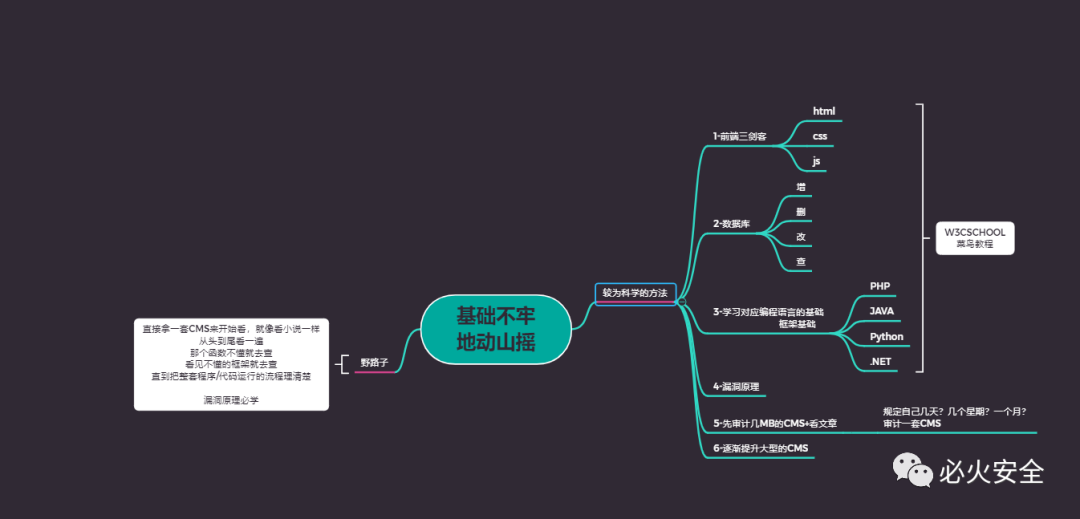 基础不牢
地动山摇
野路子
直接拿一套CMS来开始看，就像看小说一样
从头到尾看一遍
那个函数不懂就去查
看见不懂的框架就去查
直到把整套程序/代码运行的流程理清楚
漏洞原理必学
较为科学的方法
1-前端三剑客
html
css
js
2-数据库
增
删
改
查
3-学习对应编程语言的基础
框架基础
PHP
JAVA
Python
.NET
W3CSCHOOL
菜鸟教程
4-漏洞原理
5-先审计几MB的CMS+看文章
规定自己几天？几个星期？一个月？
审计一套CMS
6-逐渐提升大型的CMS
必火安全